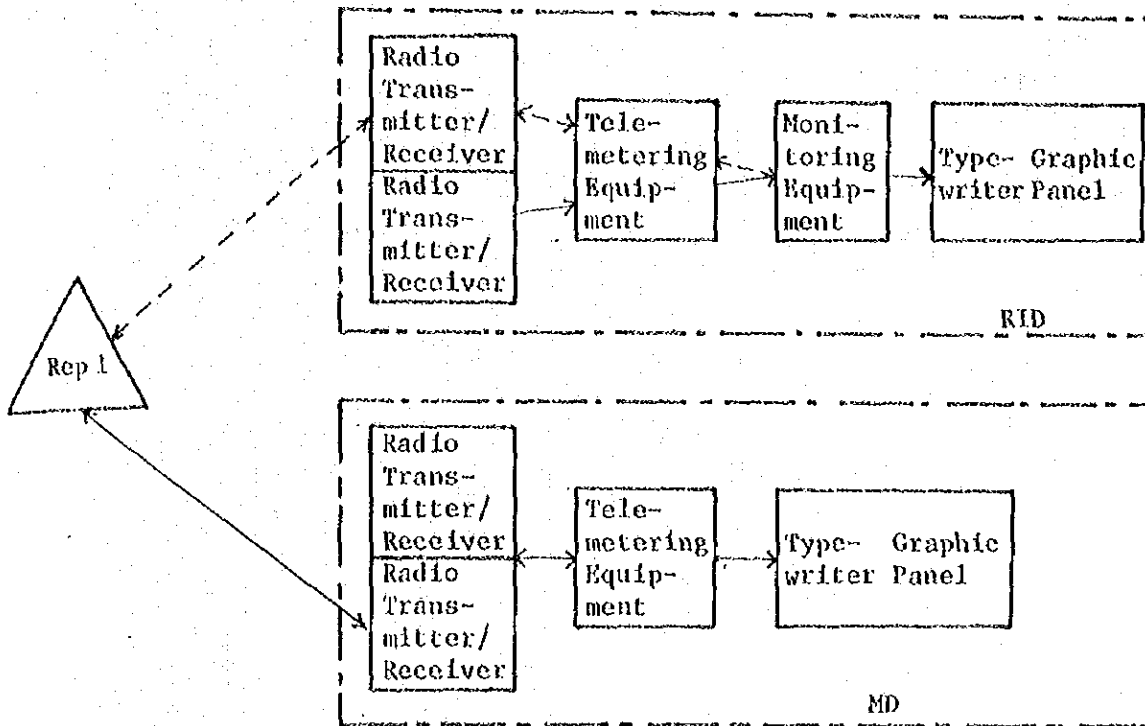 Radio
Trans-
mitter/
Receiver
Radio
Trans-
mitter/
Receiver
Tele-
metering
Equip-
ment
Moni-
toring
Equip-
ment
Type- Graphic
writer Panel
RID
Rep 1
Radio
Trans-
mitter/
Receiver
Radio
Trans-
mitter/
Receiver
Tele-
metering
Equip-
ment
Type- Graphic
writer Panel
MD